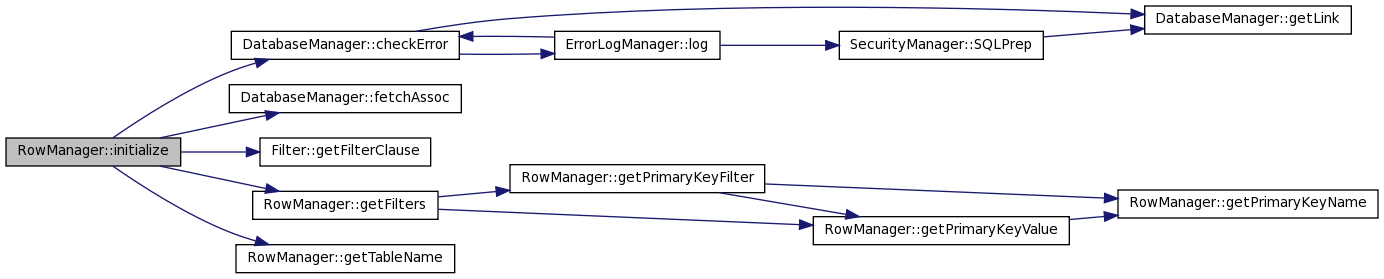 DatabaseManager::getLink
DatabaseManager::checkError
ErrorLogManager::log
SecurityManager::SQLPrep
DatabaseManager::fetchAssoc
RowManager::initialize
Filter::getFilterClause
RowManager::getPrimaryKeyFilter
RowManager::getFilters
RowManager::getPrimaryKeyName
RowManager::getPrimaryKeyValue
RowManager::getTableName